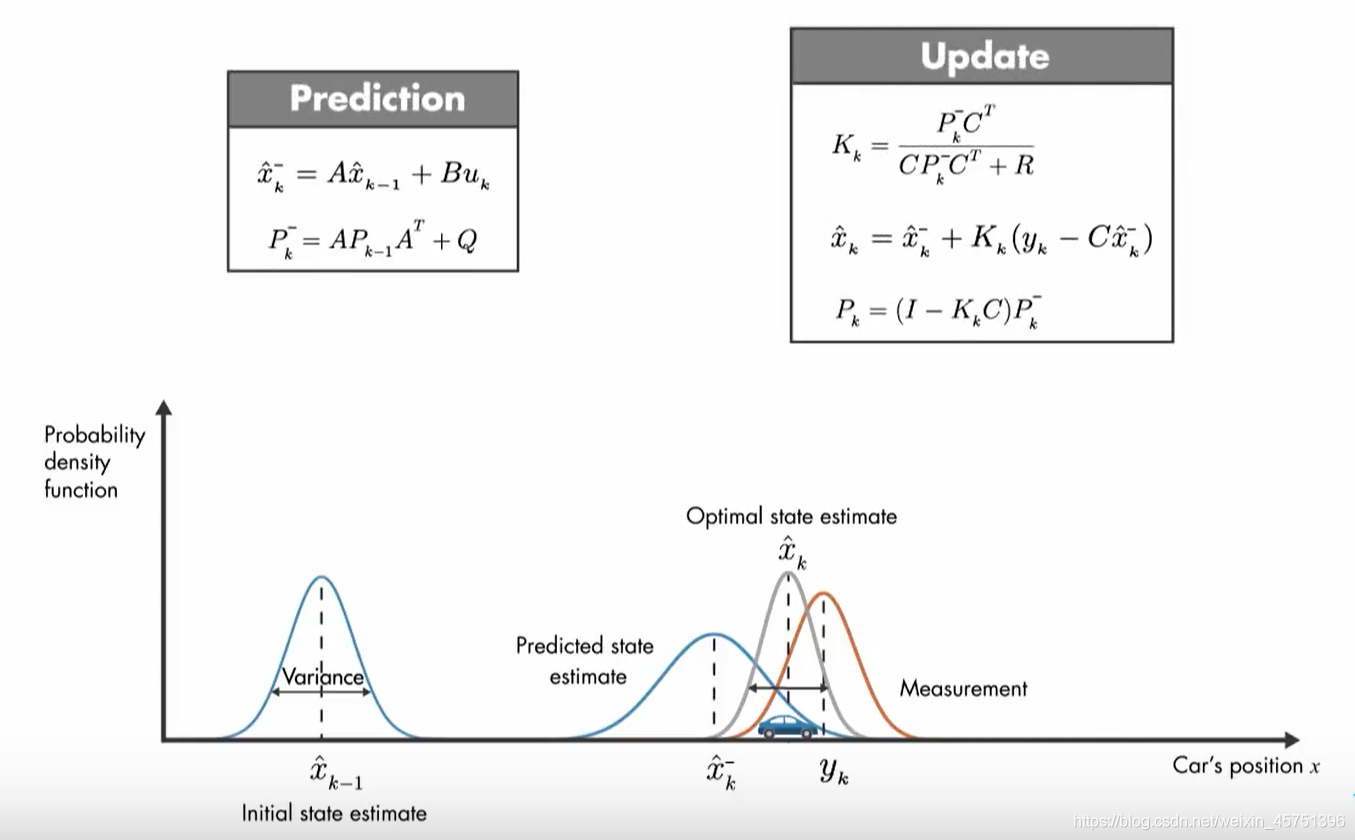 Prediction
x̂ₖ⁻ = Ax̂ₖ₋₁ + Buₖ
Pₖ⁻ = APₖ₋₁Aᵀ + Q
Update
Kₖ = Pₖ⁻Cᵀ / (CPₖ⁻Cᵀ + R)
x̂ₖ = x̂ₖ⁻ + Kₖ(yₖ − Cx̂ₖ⁻)
Pₖ = (I − KₖC)Pₖ⁻
Probability
density
function
Optimal state estimate
x̂ₖ
Predicted state
estimate
Variance
Measurement
x̂ₖ₋₁
x̂ₖ⁻
yₖ
Car's position x
Initial state estimate
https://blog.csdn.net/weixin_45751396